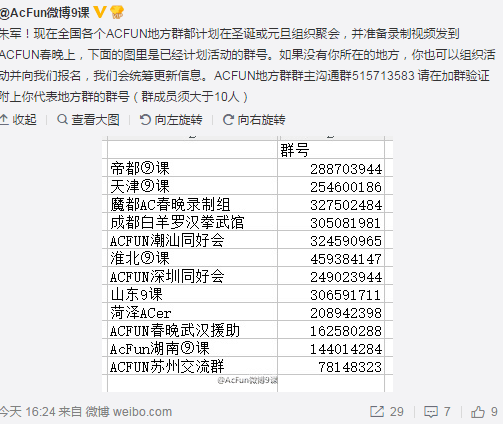 @AcFun微博9课
朱军！现在全国各个ACFUN地方群都计划在圣诞或元旦组织聚会，并准备录制视频发到
ACFUN春晚上，下面的图里是已经计划活动的群号。如果没有你所在的地方，你也可以组织活
动并向我们报名，我们会统筹更新信息。ACFUN地方群群主沟通群515713583 请在加群验证
附上你代表地方群的群号（群成员须大于10人）
收起 查看大图 向左旋转 向右旋转
群号
帝都⑨课 288703944
天津⑨课 254600186
魔都AC春晚录制组 327502484
成都白羊罗汉拳武馆 305081981
ACFUN潮汕同好会 324590965
淮北⑨课 459384147
ACFUN深圳同好会 249023944
山东9课 306591711
菏泽ACer 208942398
ACFUN春晚武汉援助 162580288
AcFun湖南⑨课 144014284
ACFUN苏州交流群 78148323
@AcFun微博9课
今天 16:24 来自 微博 weibo.com 29 7 9